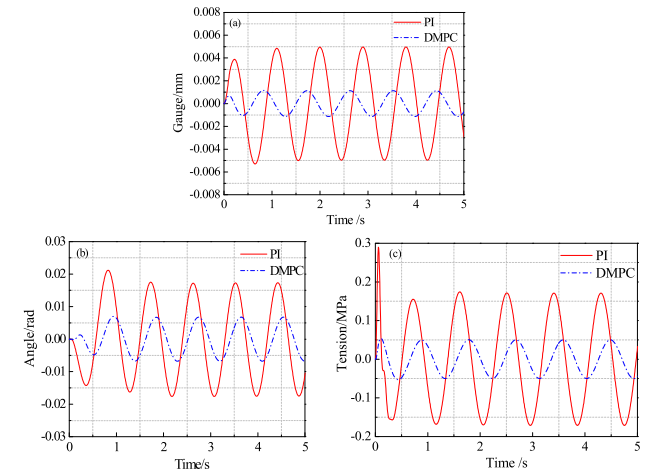 0.008
(a)
PI
0.006
DMPC
0.004
0.002
0.000
-0.002
-0.004
-0.006
-0.008
Gauge/mm
0 1 2 3 4 5
Time /s
0.03
(b)
PI
0.02
DMPC
0.01
0.00
-0.01
-0.02
-0.03
Angle/rad
0 1 2 3 4 5
Time/s
0.3
(c)
PI
DMPC
0.2
0.1
0.0
-0.1
-0.2
Tension/MPa
0 1 2 3 4 5
Time /s